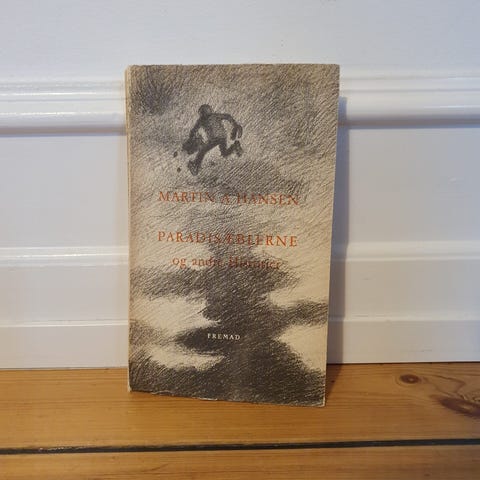 MARTIN A HANSEN
PARADISÆBLERNE
og andre Historier
FREMAD